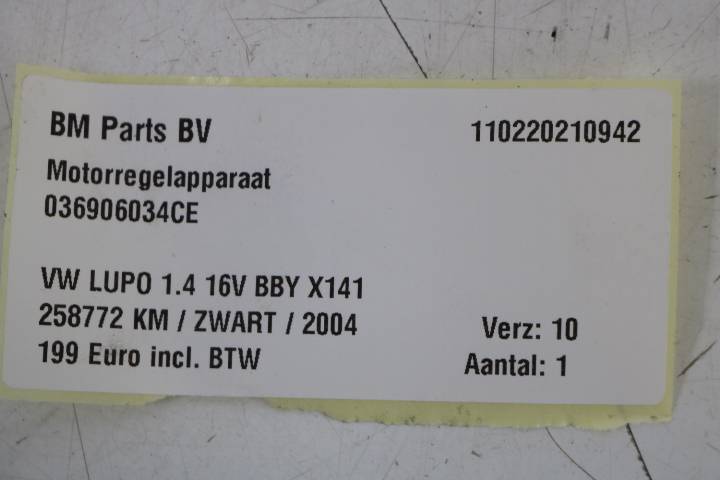 BM Parts BV 110220210942
Motorregelapparaat
036906034CE
VW LUPO 1.4 16V BBY X141
258772 KM / ZWART / 2004 Verz: 10
199 Euro incl. BTW Aantal: 1